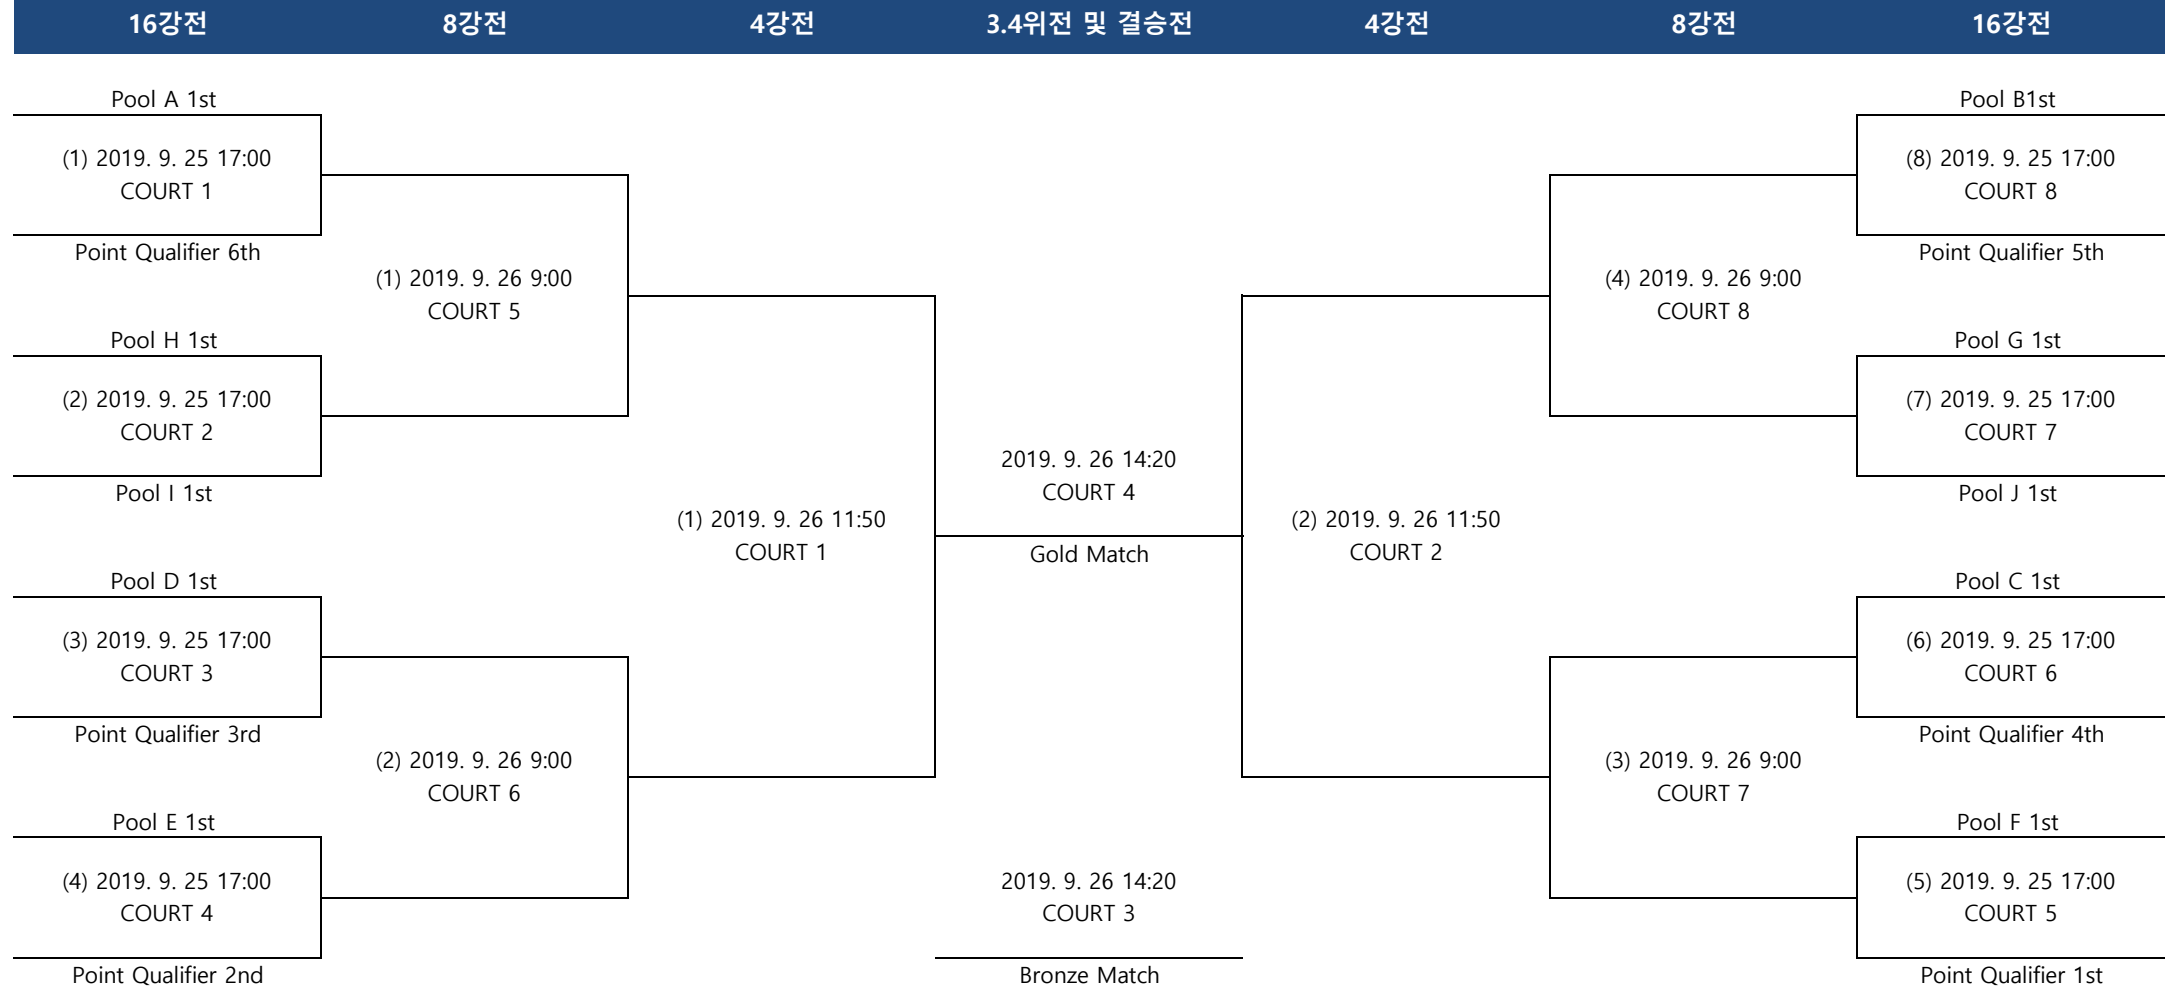 16강전 8강전 4강전 3.4위전 및 결승전 4강전 8강전 16강전
Pool A 1st
(1) 2019. 9. 25 17:00
COURT 1
Point Qualifier 6th
Pool H 1st
(2) 2019. 9. 25 17:00
COURT 2
Pool I 1st
Pool D 1st
(3) 2019. 9. 25 17:00
COURT 3
Point Qualifier 3rd
Pool E 1st
(4) 2019. 9. 25 17:00
COURT 4
Point Qualifier 2nd
(1) 2019. 9. 26 9:00
COURT 5
(2) 2019. 9. 26 9:00
COURT 6
(1) 2019. 9. 26 11:50
COURT 1
2019. 9. 26 14:20
COURT 4
Gold Match
2019. 9. 26 14:20
COURT 3
Bronze Match
(2) 2019. 9. 26 11:50
COURT 2
(4) 2019. 9. 26 9:00
COURT 8
(3) 2019. 9. 26 9:00
COURT 7
Pool B1st
(8) 2019. 9. 25 17:00
COURT 8
Point Qualifier 5th
Pool G 1st
(7) 2019. 9. 25 17:00
COURT 7
Pool J 1st
Pool C 1st
(6) 2019. 9. 25 17:00
COURT 6
Point Qualifier 4th
Pool F 1st
(5) 2019. 9. 25 17:00
COURT 5
Point Qualifier 1st